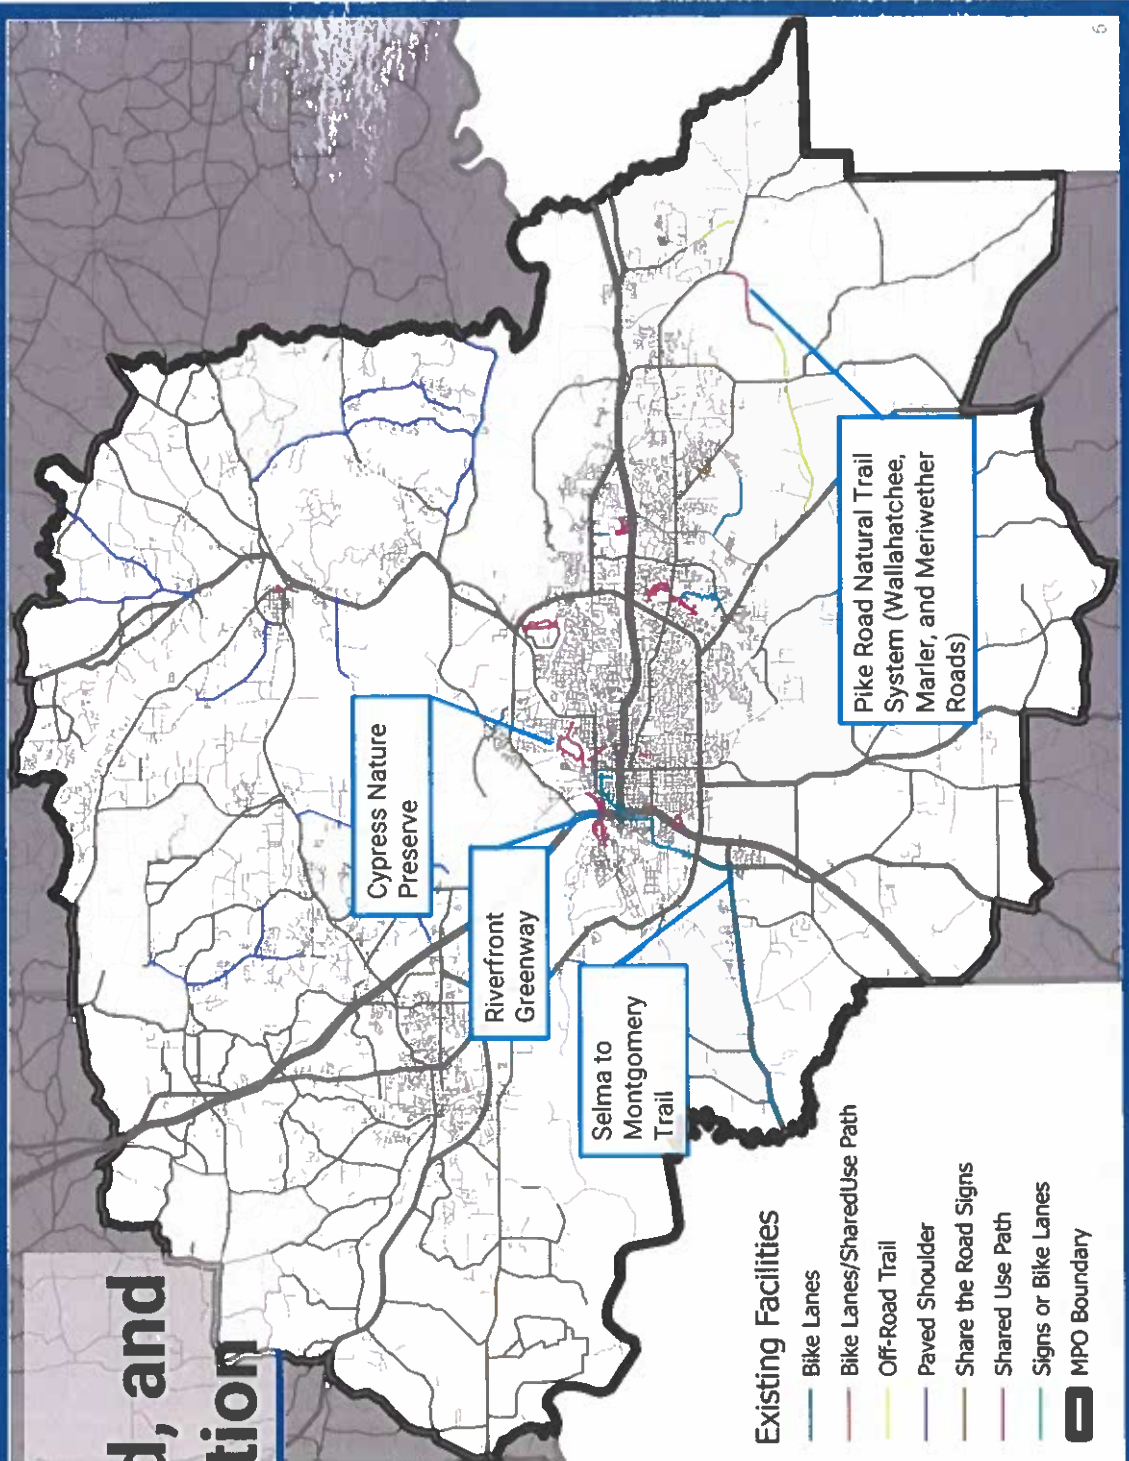 d, and
tion
Cypress Nature
Preserve
Riverfront
Greenway
Selma to
Montgomery
Trail
Pike Road Natural Trail
System (Wallahatchee,
Marler, and Meriwether
Roads)
Existing Facilities
Bike Lanes
Bike Lanes/SharedUse Path
Off-Road Trail
Paved Shoulder
Share the Road Signs
Shared Use Path
Signs or Bike Lanes
MPO Boundary
5